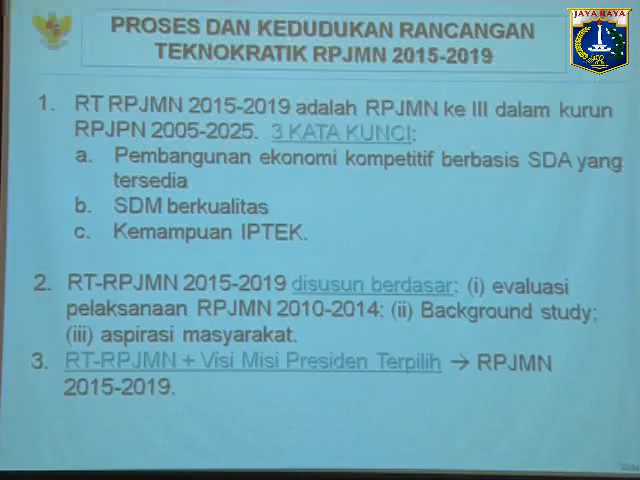 JAYA RAYA
PROSES DAN KEDUDUKAN RANCANGAN
TEKNOKRATIK RPJMN 2015-2019
1. RT RPJMN 2015-2019 adalah RPJMN ke III dalam kurun
RPJPN 2005-2025. 3 KATA KUNCI:
a. Pembangunan ekonomi kompetitif berbasis SDA yang
tersedia
b. SDM berkualitas
c. Kemampuan IPTEK.
2. RT-RPJMN 2015-2019 disusun berdasar: (i) evaluasi
pelaksanaan RPJMN 2010-2014; (ii) Background study;
(iii) aspirasi masyarakat.
3. RT-RPJMN + Visi Misi Presiden Terpilih → RPJMN
2015-2019.